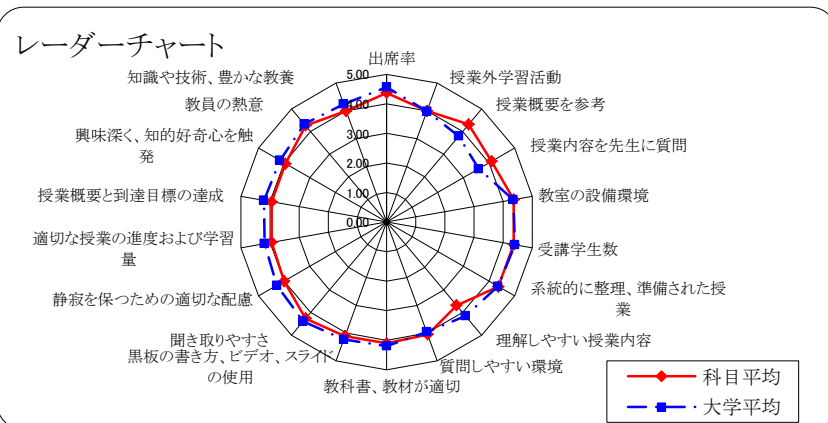 レーダーチャート
出席率
授業外学習活動
授業概要を参考
授業内容を先生に質問
教室の設備環境
受講学生数
系統的に整理、準備された授
業
理解しやすい授業内容
質問しやすい環境
教科書、教材が適切
黒板の書き方、ビデオ、スライド
の使用
聞き取りやすさ
静寂を保つための適切な配慮
適切な授業の進度および学習
量
授業概要と到達目標の達成
興味深く、知的好奇心を触
発
教員の熱意
知識や技術、豊かな教養
5.00
4.00
3.00
2.00
1.00
0.00
科目平均
大学平均